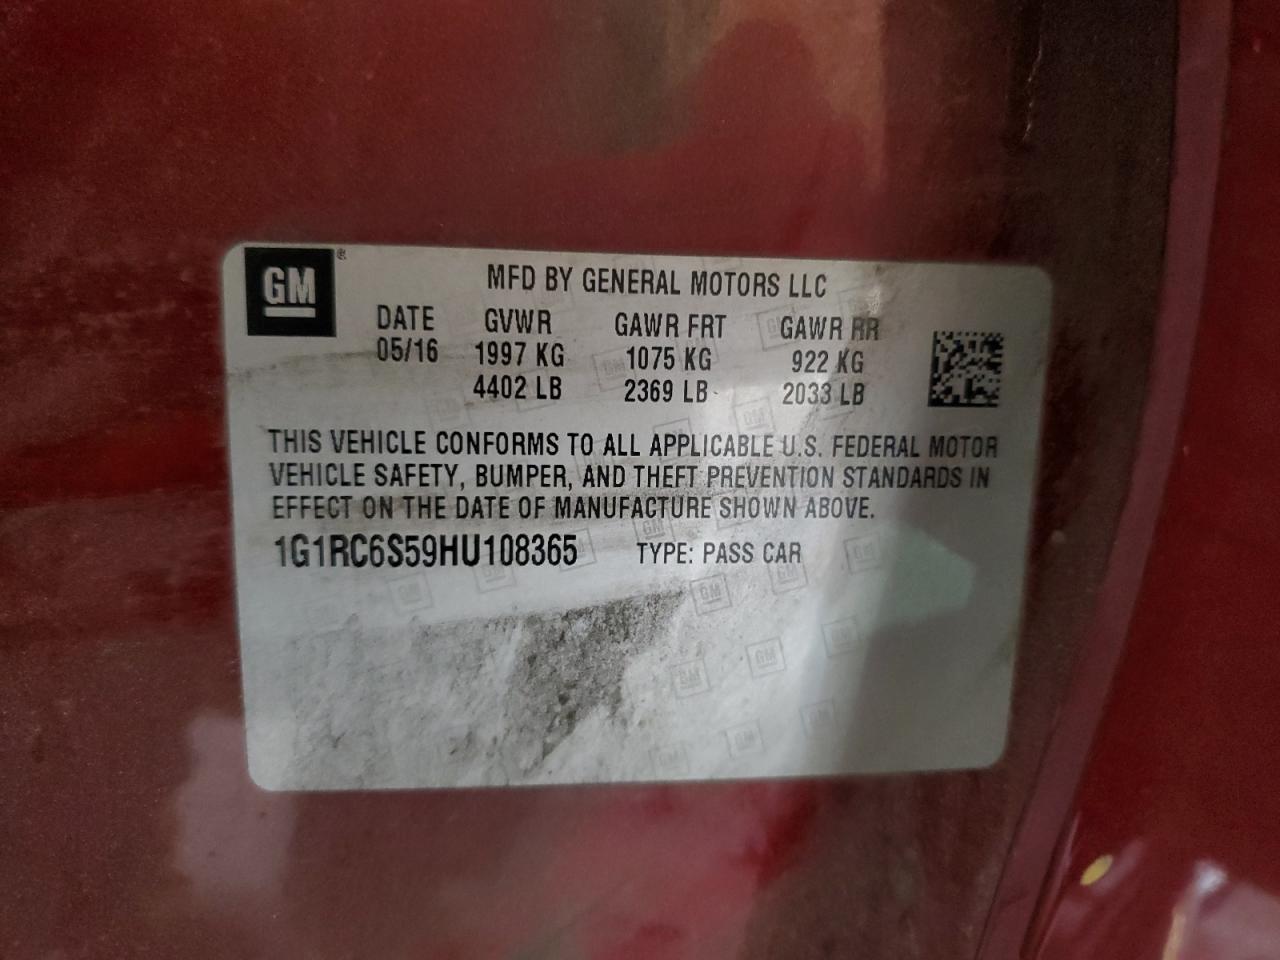 GM®
MFD BY GENERAL MOTORS LLC
DATE GVWR GAWR FRT GAWR RR
05/16 1997 KG 1075 KG 922 KG
4402 LB 2369 LB 2033 LB
THIS VEHICLE CONFORMS TO ALL APPLICABLE U.S. FEDERAL MOTOR
VEHICLE SAFETY, BUMPER, AND THEFT PREVENTION STANDARDS IN
EFFECT ON THE DATE OF MANUFACTURE SHOWN ABOVE.
1G1RC6S59HU108365 TYPE: PASS CAR